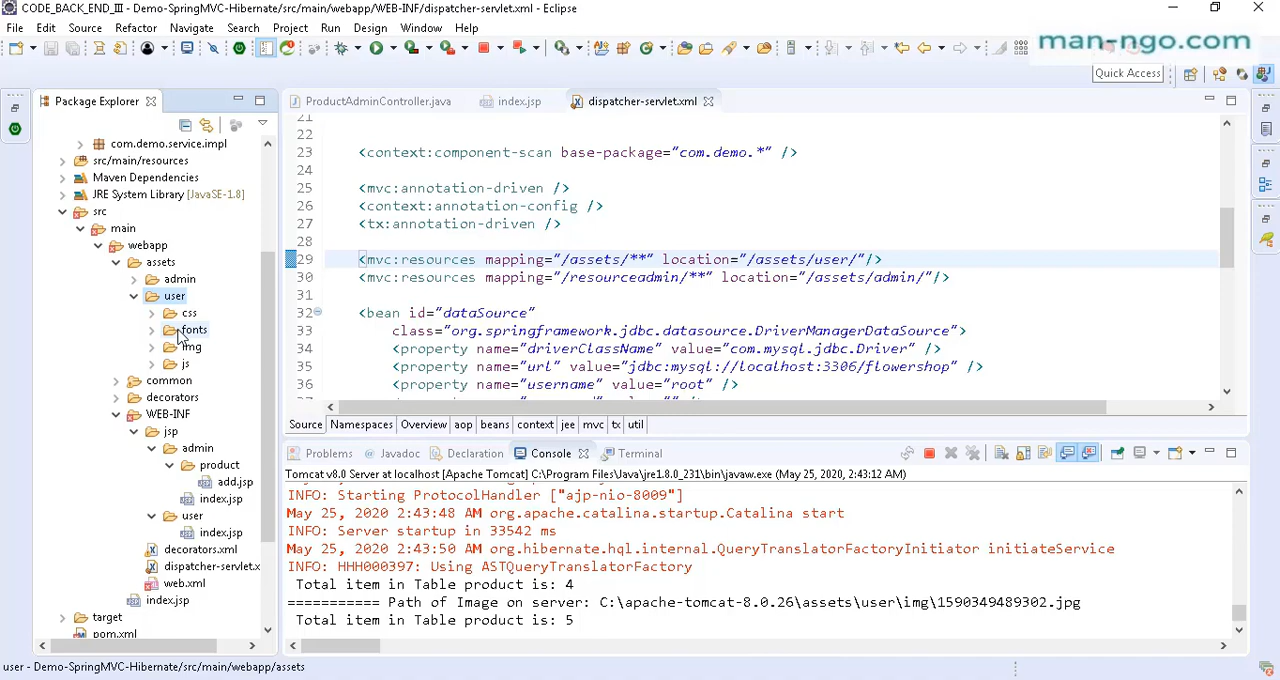 CODE_BACK_END_III - Demo-SpringMVC-Hibernate/src/main/webapp/WEB-INF/dispatcher-servlet.xml - Eclipse
File Edit Source Refactor Navigate Search Project Run Design Window Help
man-ngo.com
Quick Access
Package Explorer
com.demo.service.impl
src/main/resources
Maven Dependencies
JRE System Library [JavaSE-1.8]
src
main
webapp
assets
admin
user
css
fonts
img
js
common
decorators
WEB-INF
jsp
admin
product
add.jsp
index.jsp
user
index.jsp
decorators.xml
dispatcher-servlet.x
web.xml
index.jsp
target
pom.xml
ProductAdminController.java index.jsp dispatcher-servlet.xml
21
22
23 <context:component-scan base-package="com.demo.*" />
24
25 <mvc:annotation-driven />
26 <context:annotation-config />
27 <tx:annotation-driven />
28
29 <mvc:resources mapping="/assets/**" location="/assets/user/"/>
30 <mvc:resources mapping="/resourceadmin/**" location="/assets/admin/"/>
31
32 <bean id="dataSource"
33 class="org.springframework.jdbc.datasource.DriverManagerDataSource">
34 <property name="driverClassName" value="com.mysql.jdbc.Driver" />
35 <property name="url" value="jdbc:mysql://localhost:3306/flowershop" />
36 <property name="username" value="root" />
Source Namespaces Overview aop beans context jee mvc tx util
Problems Javadoc Declaration Console Terminal
Tomcat v8.0 Server at localhost [Apache Tomcat] C:\Program Files\Java\jre1.8.0_231\bin\javaw.exe (May 25, 2020, 2:43:12 AM)
INFO: Starting ProtocolHandler ["ajp-nio-8009"]
May 25, 2020 2:43:48 AM org.apache.catalina.startup.Catalina start
INFO: Server startup in 33542 ms
May 25, 2020 2:43:50 AM org.hibernate.hql.internal.QueryTranslatorFactoryInitiator initiateService
INFO: HHH000397: Using ASTQueryTranslatorFactory
Total item in Table product is: 4
=========== Path of Image on server: C:\apache-tomcat-8.0.26\assets\user\img\1590349489302.jpg
Total item in Table product is: 5
user - Demo-SpringMVC-Hibernate/src/main/webapp/assets